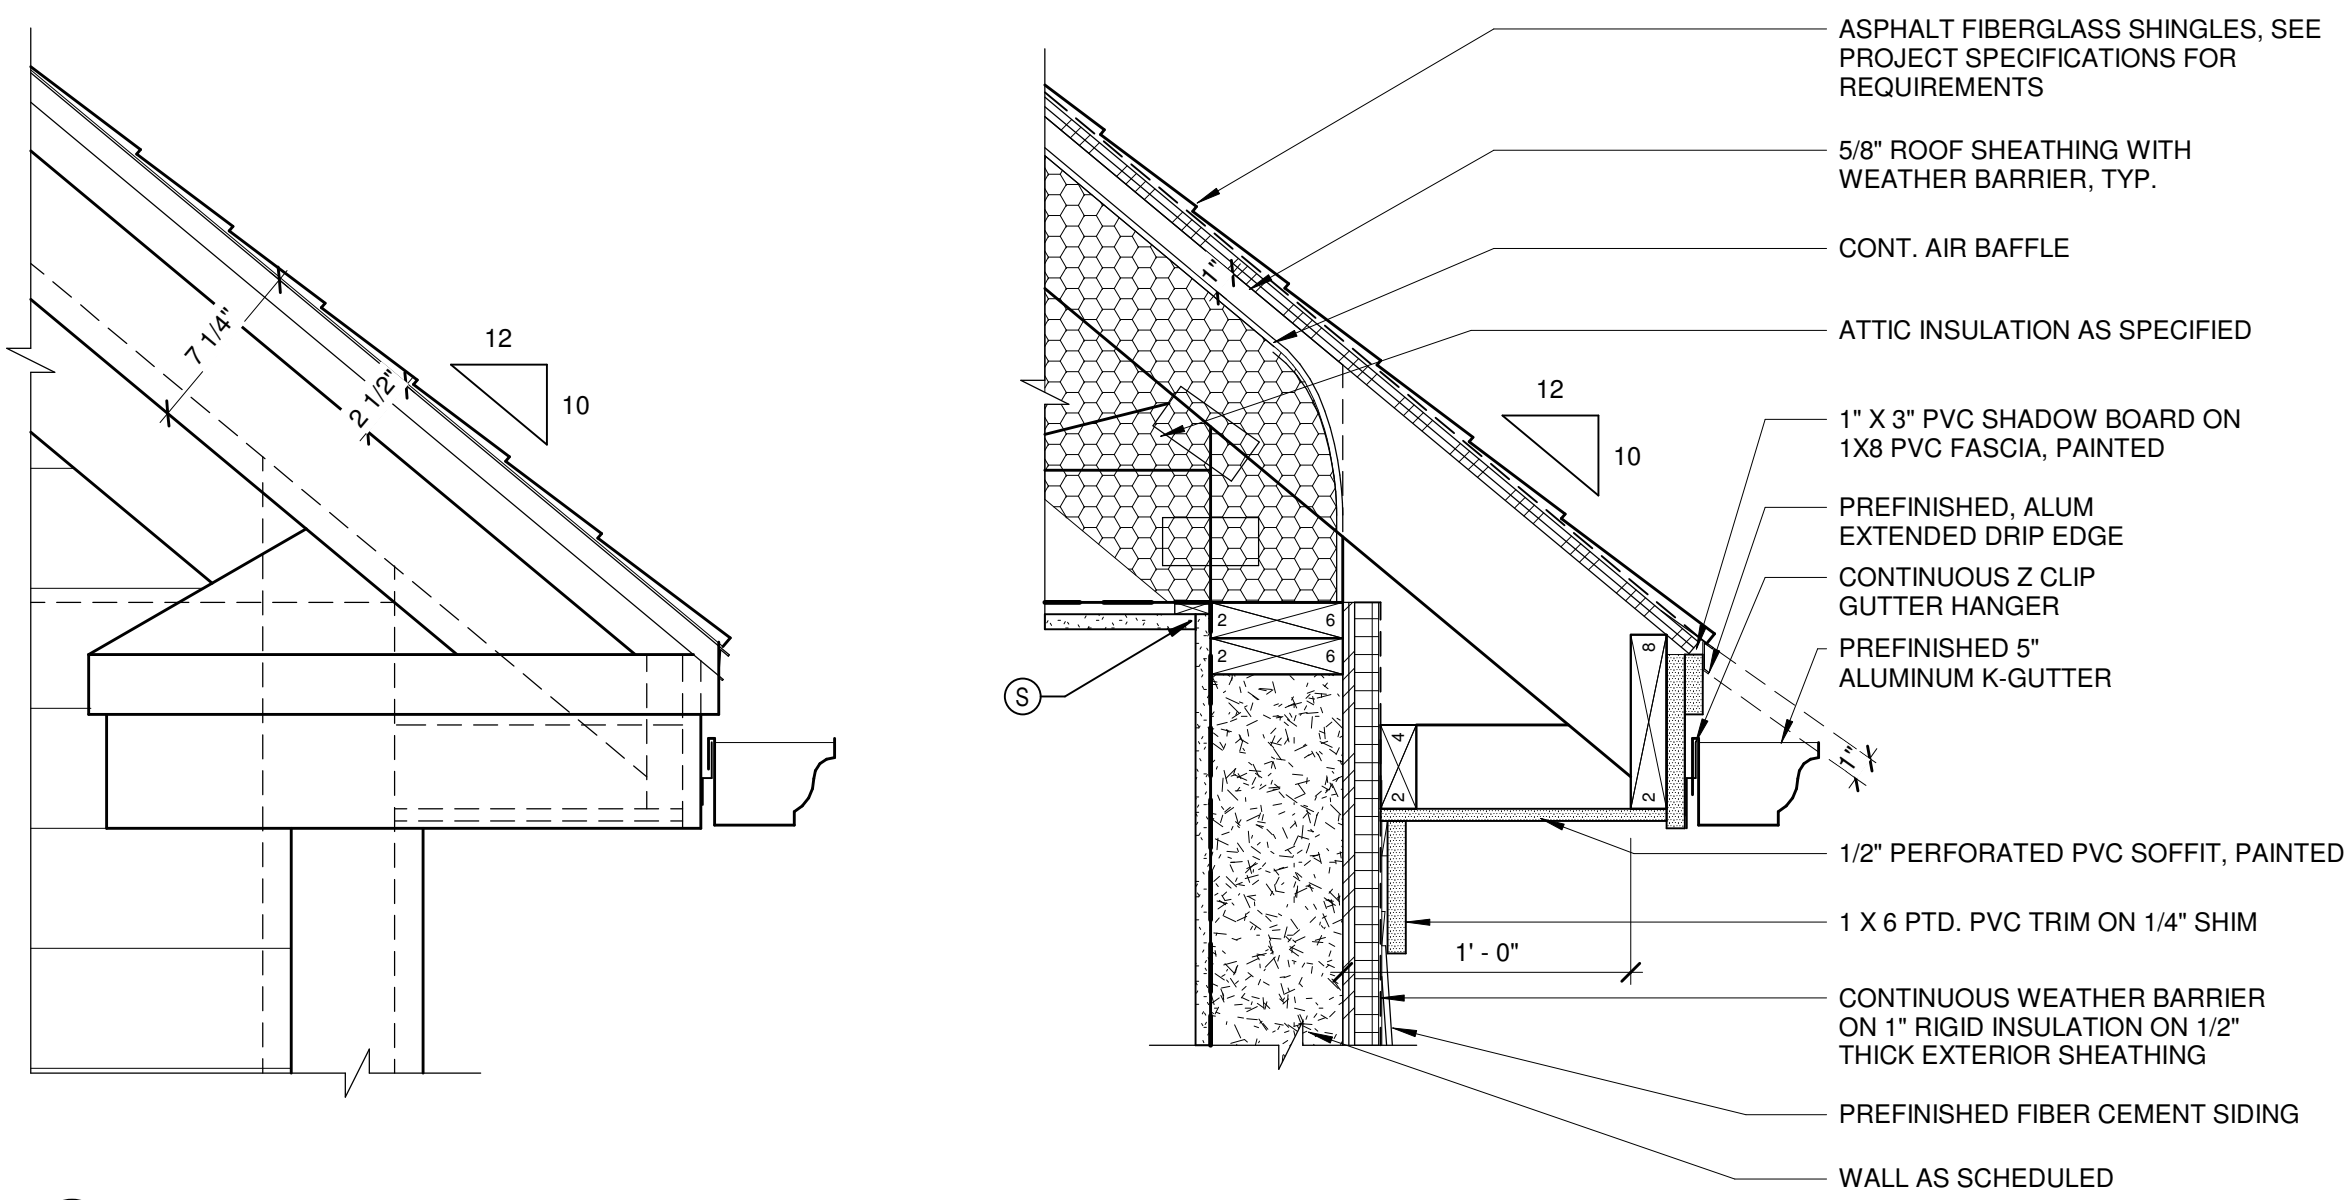 7 1/4"
2 1/2"
12
10
ASPHALT FIBERGLASS SHINGLES, SEE
PROJECT SPECIFICATIONS FOR
REQUIREMENTS
5/8" ROOF SHEATHING WITH
WEATHER BARRIER, TYP.
CONT. AIR BAFFLE
1"
ATTIC INSULATION AS SPECIFIED
12
10
1" X 3" PVC SHADOW BOARD ON
1X8 PVC FASCIA, PAINTED
PREFINISHED, ALUM
EXTENDED DRIP EDGE
CONTINUOUS Z CLIP
GUTTER HANGER
PREFINISHED 5"
ALUMINUM K-GUTTER
2 6
2 6
S
8
2
4
2
1"
1/2" PERFORATED PVC SOFFIT, PAINTED
1 X 6 PTD. PVC TRIM ON 1/4" SHIM
1' - 0"
CONTINUOUS WEATHER BARRIER
ON 1" RIGID INSULATION ON 1/2"
THICK EXTERIOR SHEATHING
PREFINISHED FIBER CEMENT SIDING
WALL AS SCHEDULED